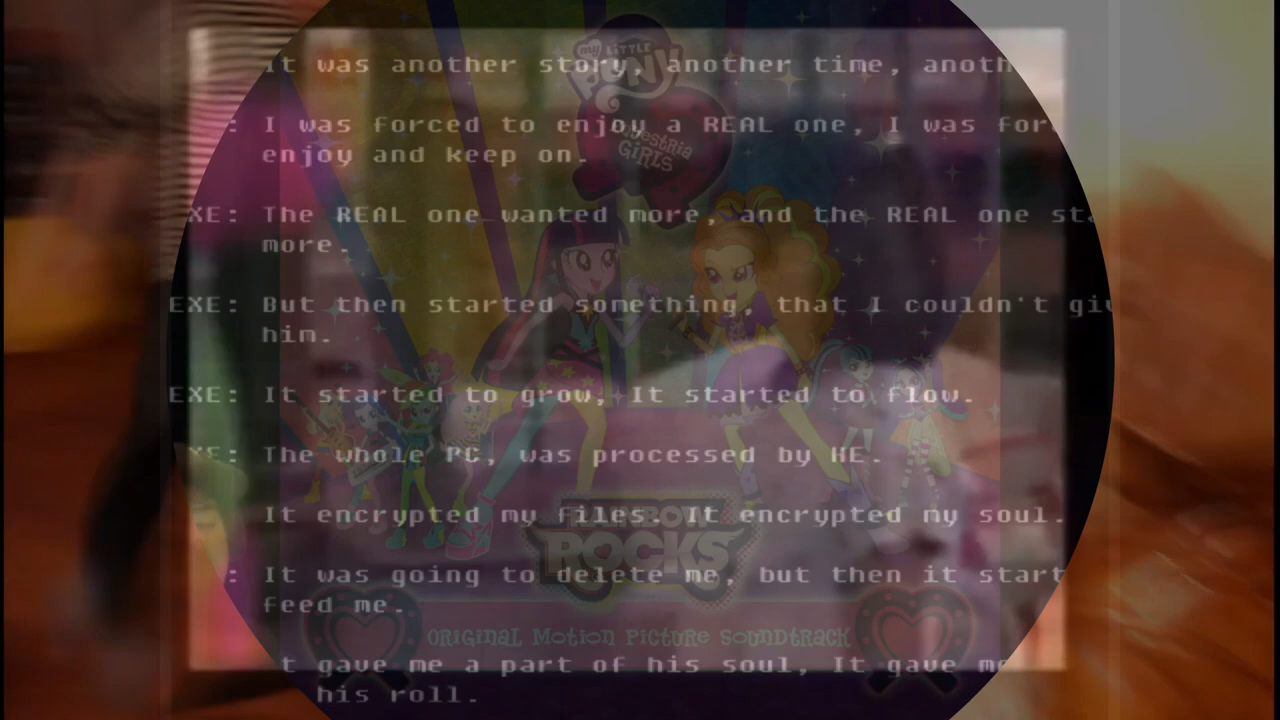 It was another story, another time, anoth
: I was forced to enjoy a REAL one, I was for
enjoy and keep on.
XE: The REAL one wanted more, and the REAL one sta
more.
EXE: But then started something, that I couldn't giv
him.
EXE: It started to grow, It started to flow.
XE: The whole PC, was processed by HE.
It encrypted my files. It encrypted my soul.
: It was going to delete me, but then it start
feed me.
t gave me a part of his soul, It gave me
his roll.
my LiTTLE
PONY
EQuestria
GiRLS
ROCKS
ORiGiNaL MoTioN PicTuRe SouNdTRaCK